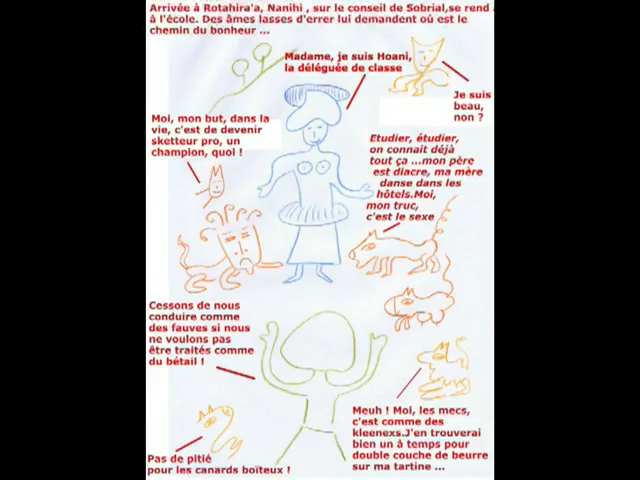 Arrivée à Rotahira'a, Nanihi , sur le conseil de Sobrial,se rend
à l'école. Des âmes lasses d'errer lui demandent où est le
chemin du bonheur ...
Madame, je suis Hoani,
la déléguée de classe
Je suis
beau,
non ?
Moi, mon but, dans la
vie, c'est de devenir
sketteur pro, un
champion, quoi !
Etudier, étudier,
on connait déjà
tout ça ...mon père
est diacre, ma mère
danse dans les
hôtels.Moi,
mon truc,
c'est le sexe
Cessons de nous
conduire comme
des fauves si nous
ne voulons pas
être traités comme
du bétail !
Meuh ! Moi, les mecs,
c'est comme des
kleenexs.J'en trouverai
bien un à temps pour
double couche de beurre
sur ma tartine ...
Pas de pitié
pour les canards boïteux !